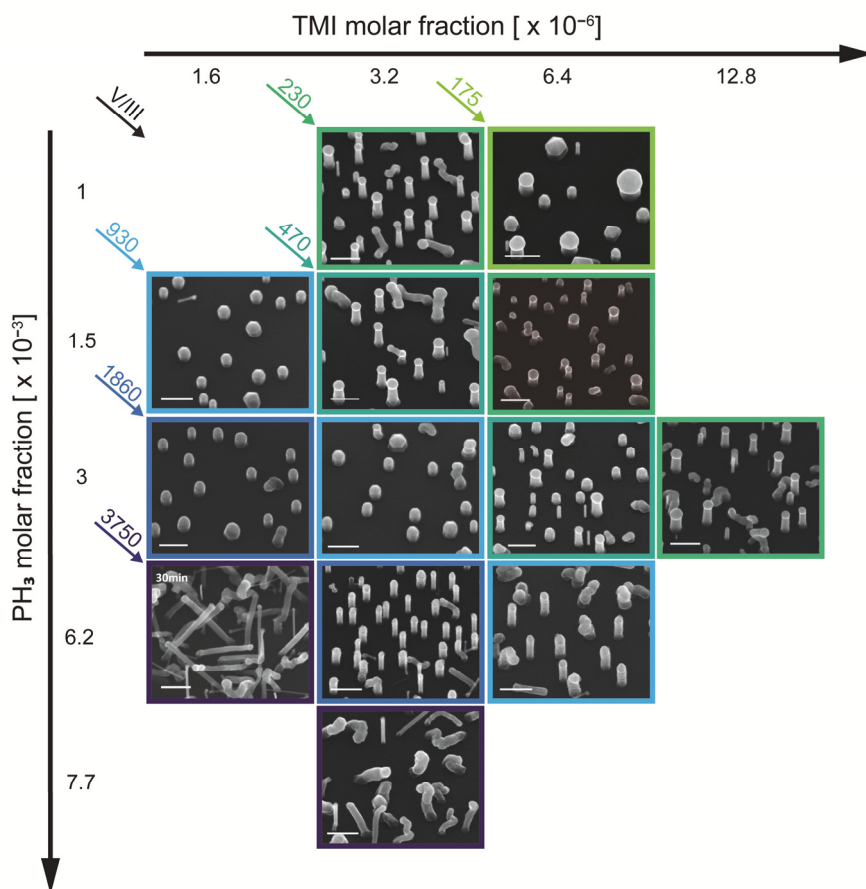 TMI molar fraction [ x 10⁻⁶]
1.6 3.2 6.4 12.8
V/III
230
175
1
930
470
1.5
1860
3
3750
30min
6.2
7.7
PH₃ molar fraction [ x 10⁻³]